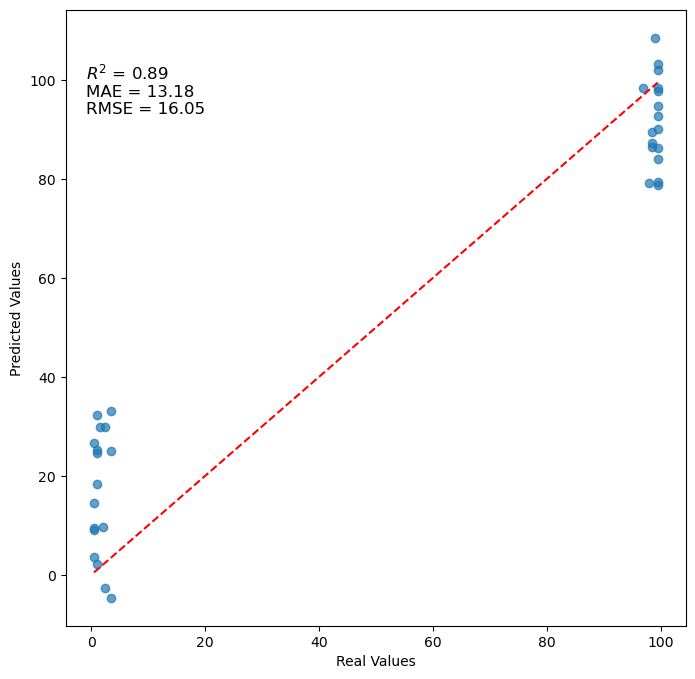 R² = 0.89
MAE = 13.18
RMSE = 16.05
100
80
60
40
20
0
Predicted Values
0 20 40 60 80 100
Real Values